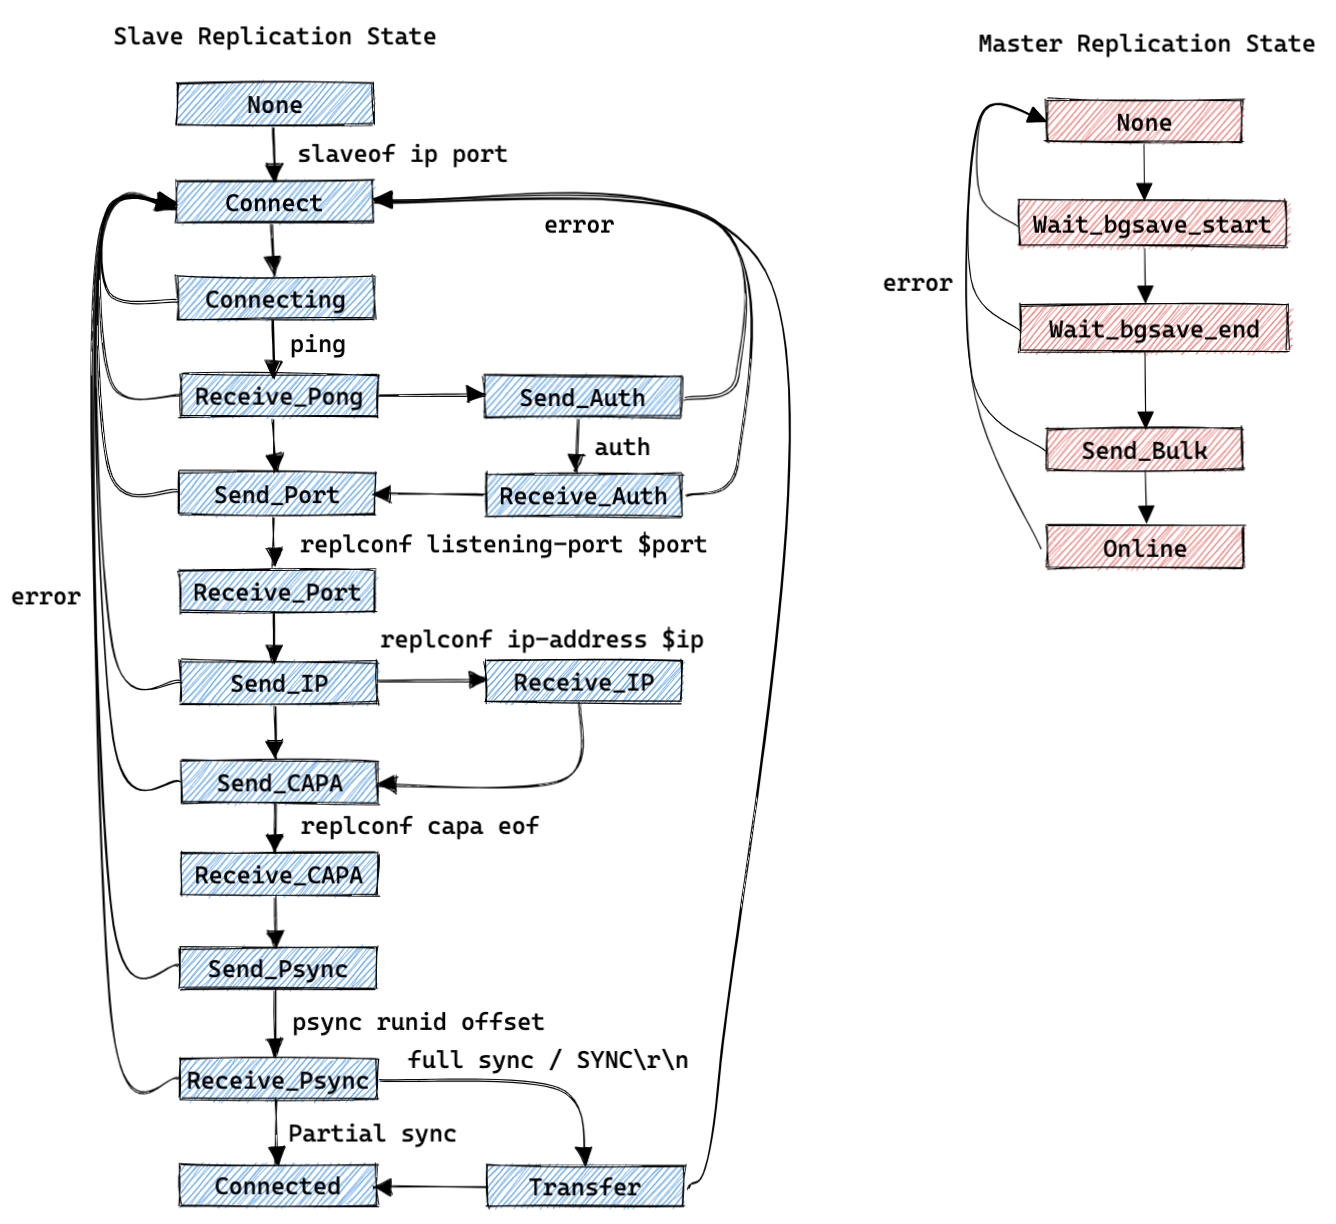 Slave Replication State
None
slaveof ip port
Connect
error
Connecting
ping
Receive_Pong
Send_Auth
auth
Send_Port
Receive_Auth
replconf listening-port $port
Receive_Port
error
replconf ip-address $ip
Send_IP
Receive_IP
Send_CAPA
replconf capa eof
Receive_CAPA
Send_Psync
psync runid offset
full sync / SYNC\r\n
Receive_Psync
Partial sync
Connected
Transfer
Master Replication State
None
Wait_bgsave_start
error
Wait_bgsave_end
Send_Bulk
Online